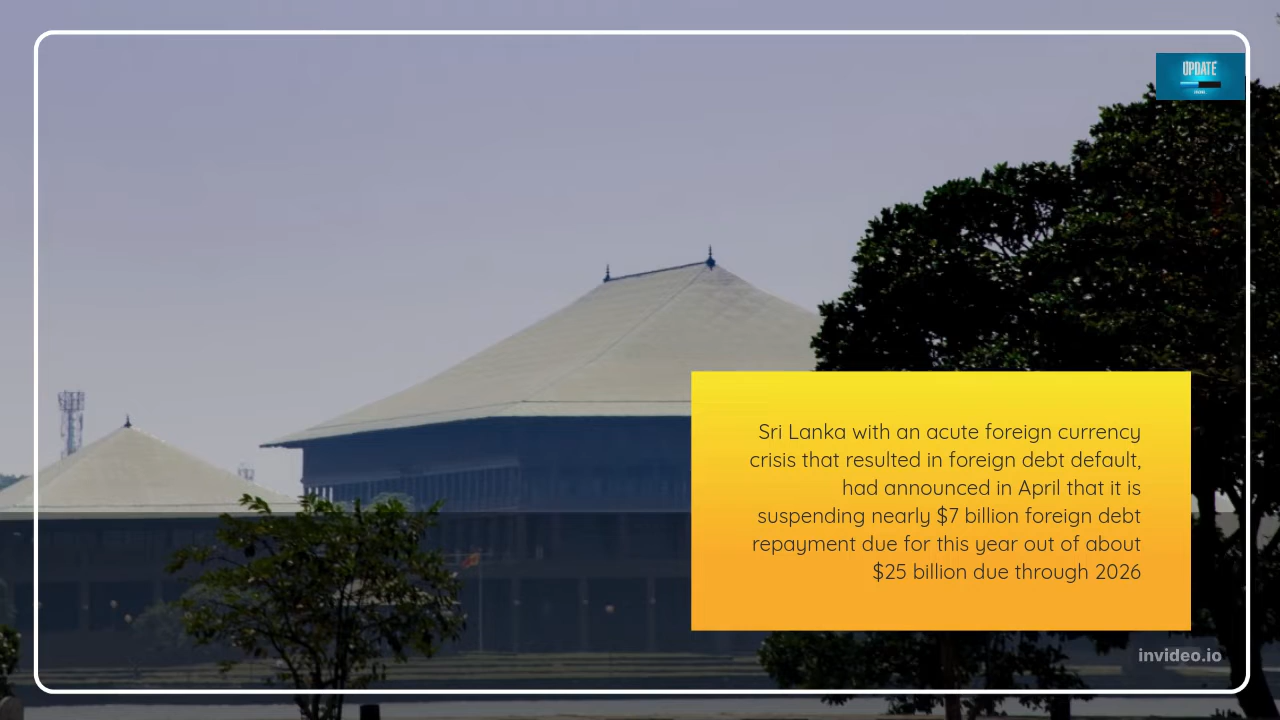 UPDATE
Sri Lanka with an acute foreign currency
crisis that resulted in foreign debt default,
had announced in April that it is
suspending nearly $7 billion foreign debt
repayment due for this year out of about
$25 billion due through 2026
invideo.io